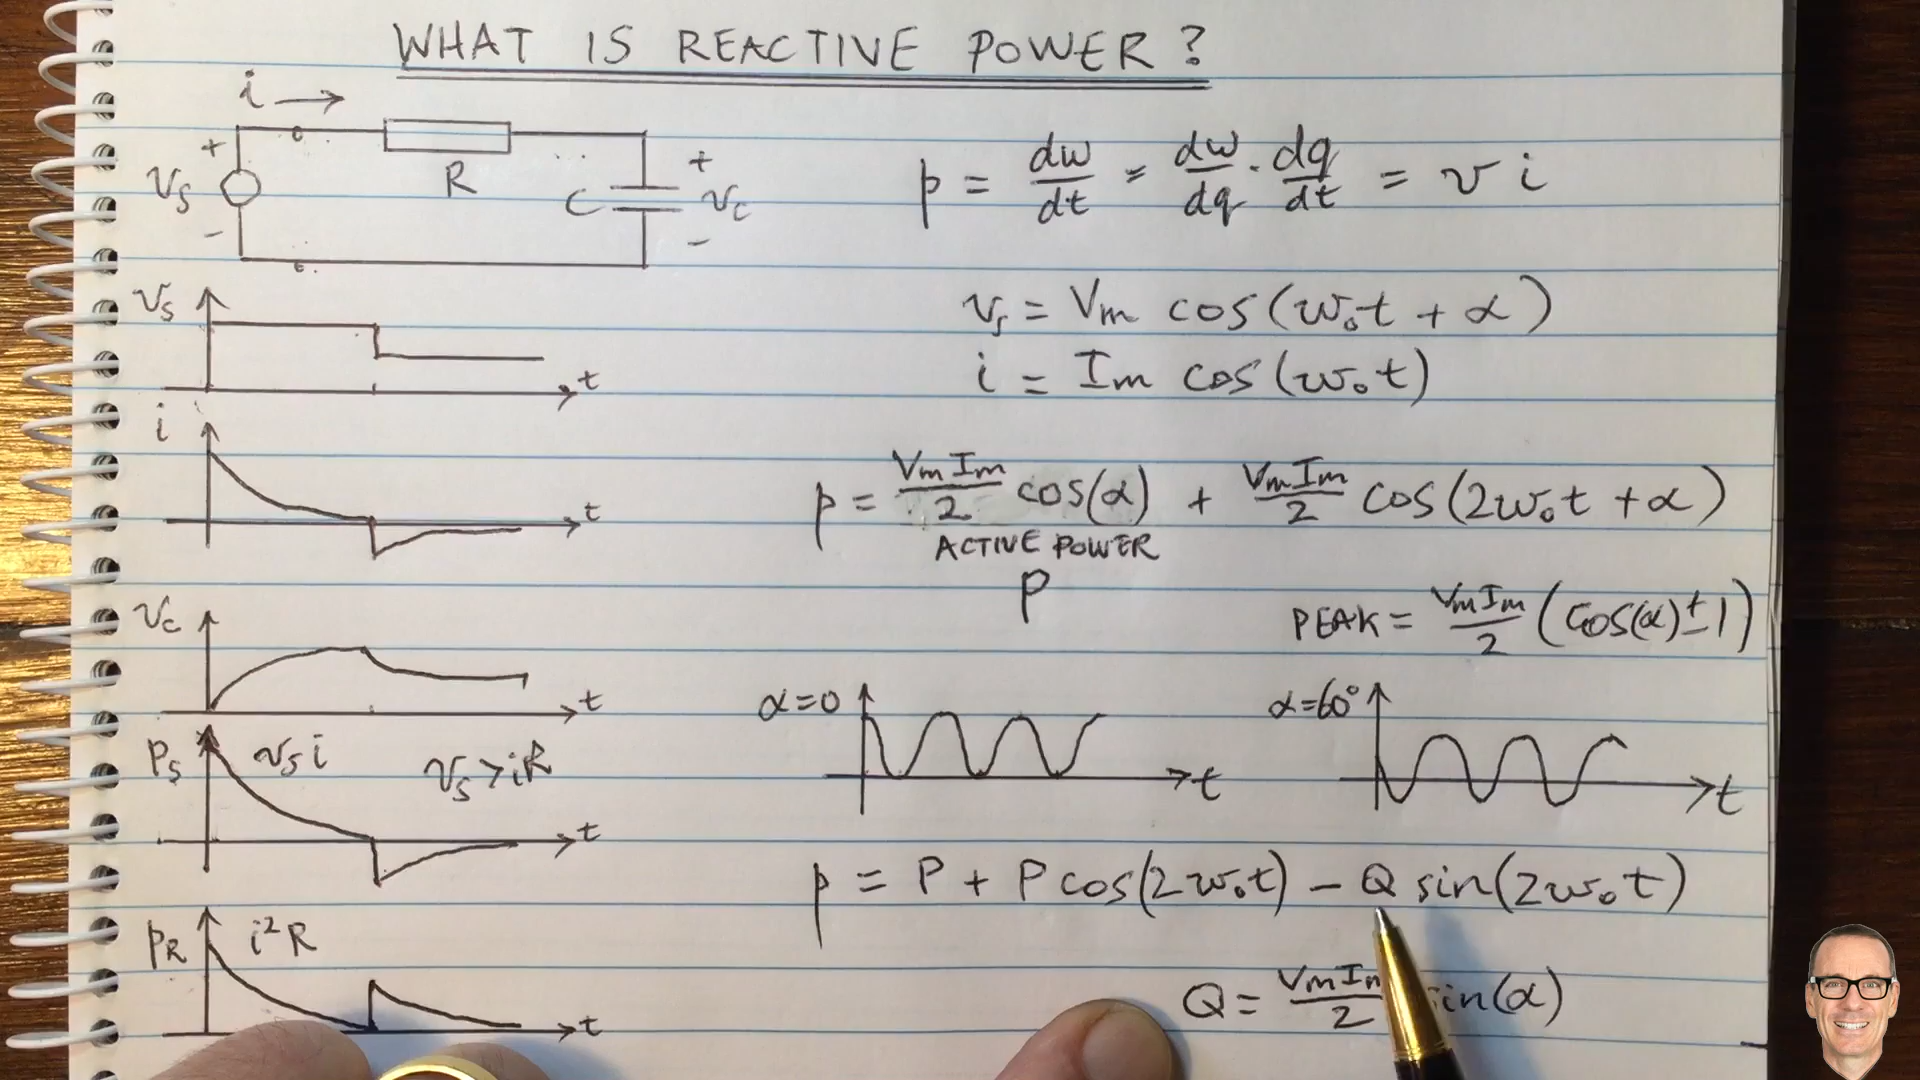 WHAT IS REACTIVE POWER?
i →
+
R
+
vs
C
vc
-
-
p = dw/dt = dw/dq · dq/dt = v i
vs = Vm cos(ω₀t + α)
i = Im cos(ω₀t)
vs
t
i
t
p = VmIm/2 cos(α) + VmIm/2 cos(2ω₀t + α)
ACTIVE POWER
P
PEAK = VmIm/2 (cos(α) ± 1)
vc
t
α=0
t
α=60°
t
ps
vs i
vs > iR
t
p = P + P cos(2ω₀t) - Q sin(2ω₀t)
pR
i²R
t
Q = VmIm/2 sin(α)